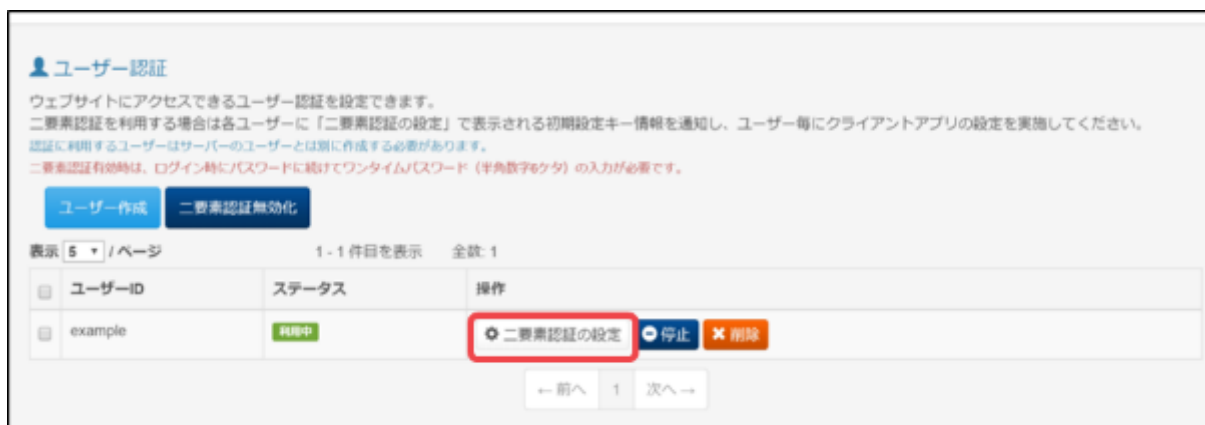 ユーザー認証
ウェブサイトにアクセスできるユーザー認証を設定できます。
二要素認証を利用する場合は各ユーザーに「二要素認証の設定」で表示される初期設定キー情報を通知し、ユーザー毎にクライアントアプリの設定を実施してください。
認証に利用するユーザーはサーバーのユーザーとは別に作成する必要があります。
二要素認証有効時は、ログイン時にパスワードに続けてワンタイムパスワード（半角数字6ケタ）の入力が必要です。
ユーザー作成 二要素認証無効化
表示 5 / ページ 1 - 1 件目を表示 全数: 1
ユーザーID ステータス 操作
example 利用中 二要素認証の設定 停止 削除
← 前へ 1 次へ →